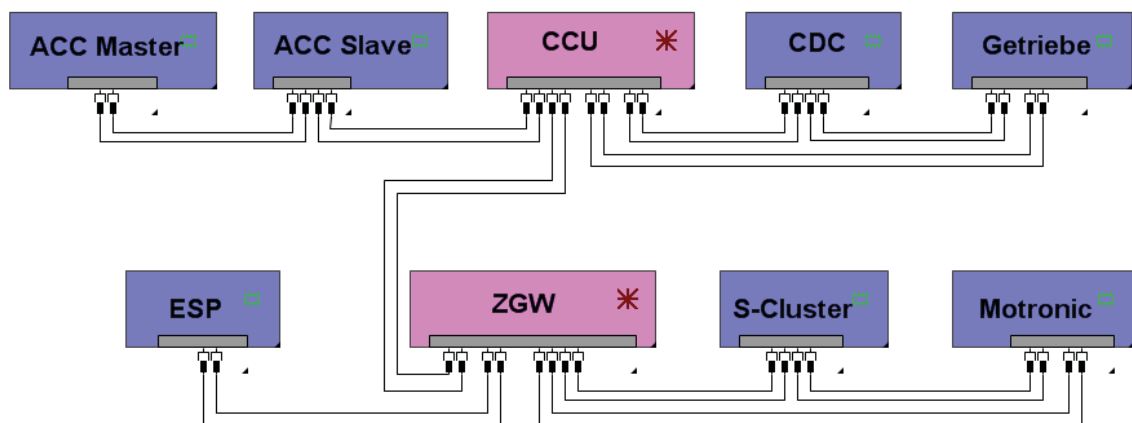 ACC Master
ACC Slave
CCU
CDC
Getriebe
ESP
ZGW
S-Cluster
Motronic